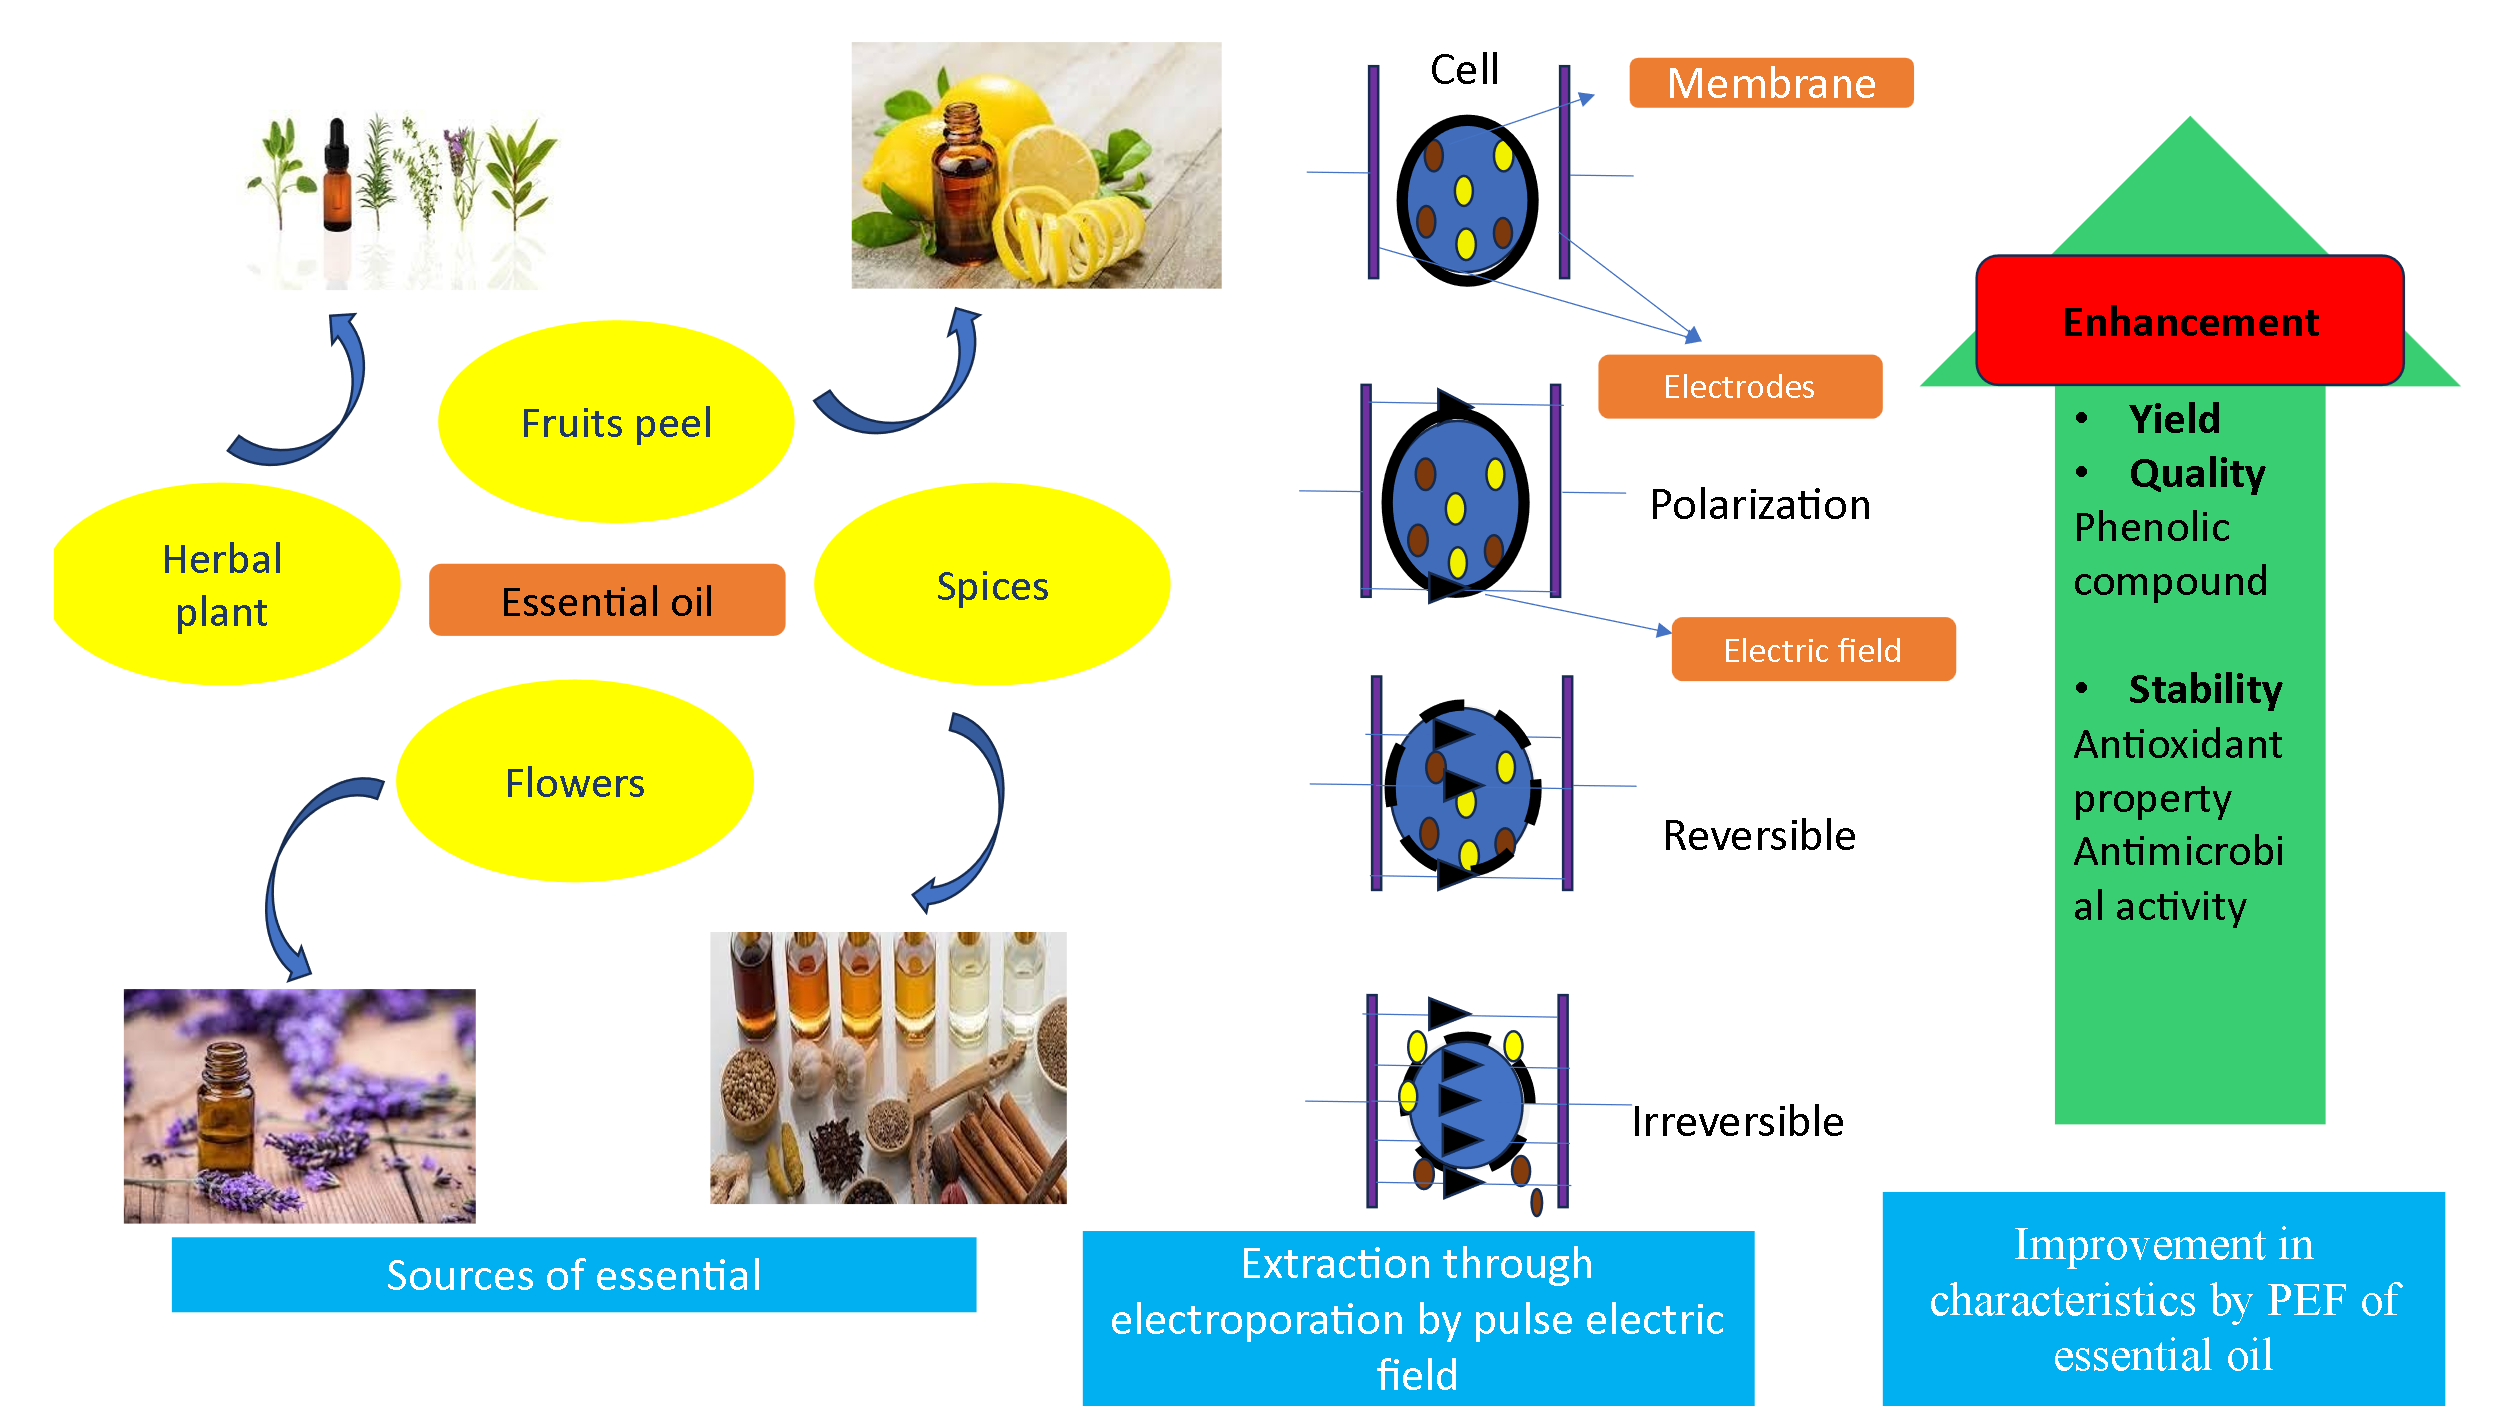 Fruits peel
Herbal
plant
Essential oil
Spices
Flowers
Sources of essential
Cell
Membrane
Electrodes
Polarization
Electric field
Reversible
Irreversible
Extraction through
electroporation by pulse electric
field
Enhancement
• Yield
• Quality
Phenolic
compound
• Stability
Antioxidant
property
Antimicrobi
al activity
Improvement in
characteristics by PEF of
essential oil